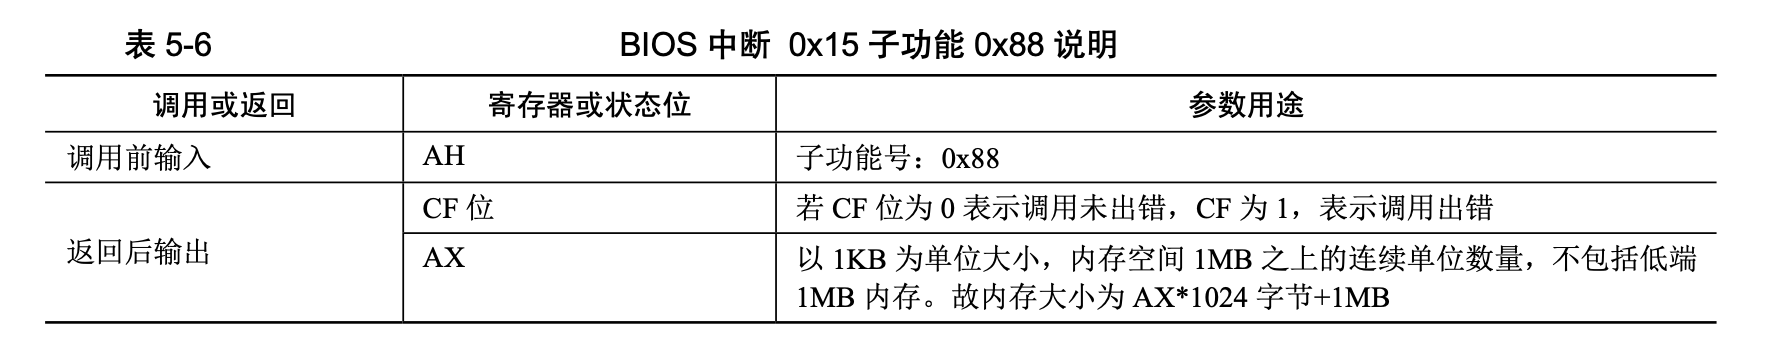 表 5-6 BIOS 中断 0x15 子功能 0x88 说明
调用或返回 寄存器或状态位 参数用途
调用前输入 AH 子功能号：0x88
返回后输出 CF 位 若 CF 位为 0 表示调用未出错，CF 为 1，表示调用出错
AX 以 1KB 为单位大小，内存空间 1MB 之上的连续单位数量，不包括低端
1MB 内存。故内存大小为 AX*1024 字节+1MB